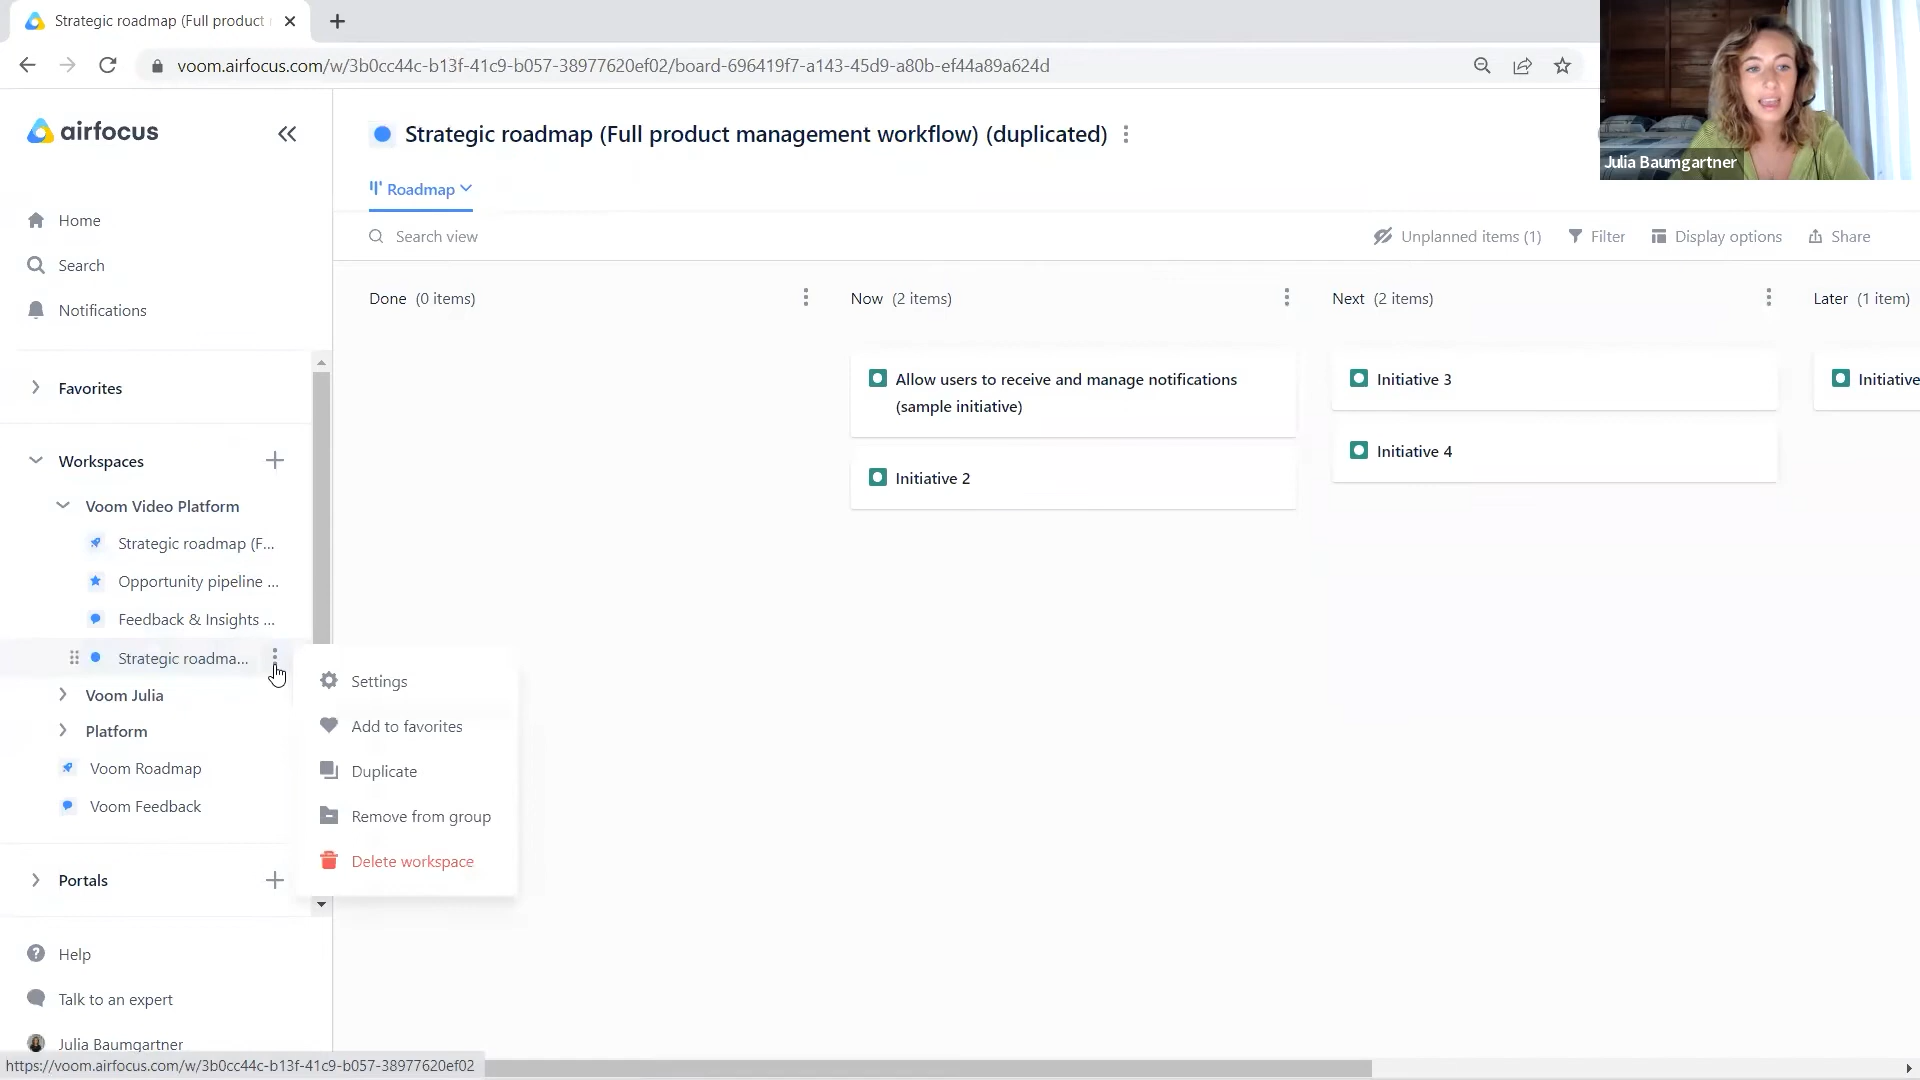 Strategic roadmap (Full product
voom.airfocus.com/w/3b0cc44c-b13f-41c9-b057-38977620ef02/board-696419f7-a143-45d9-a80b-ef44a89a624d
Julia Baumgartner
airfocus
Home
Search
Notifications
Favorites
Workspaces
Voom Video Platform
Strategic roadmap (F...
Opportunity pipeline ...
Feedback & Insights ...
Strategic roadma...
Voom Julia
Platform
Voom Roadmap
Voom Feedback
Portals
Help
Talk to an expert
Julia Baumgartner
https://voom.airfocus.com/w/3b0cc44c-b13f-41c9-b057-38977620ef02
Settings
Add to favorites
Duplicate
Remove from group
Delete workspace
Strategic roadmap (Full product management workflow) (duplicated)
Roadmap
Search view
Unplanned items (1)
Filter
Display options
Share
Done (0 items)
Now (2 items)
Allow users to receive and manage notifications
(sample initiative)
Initiative 2
Next (2 items)
Initiative 3
Initiative 4
Later (1 item)
Initiative